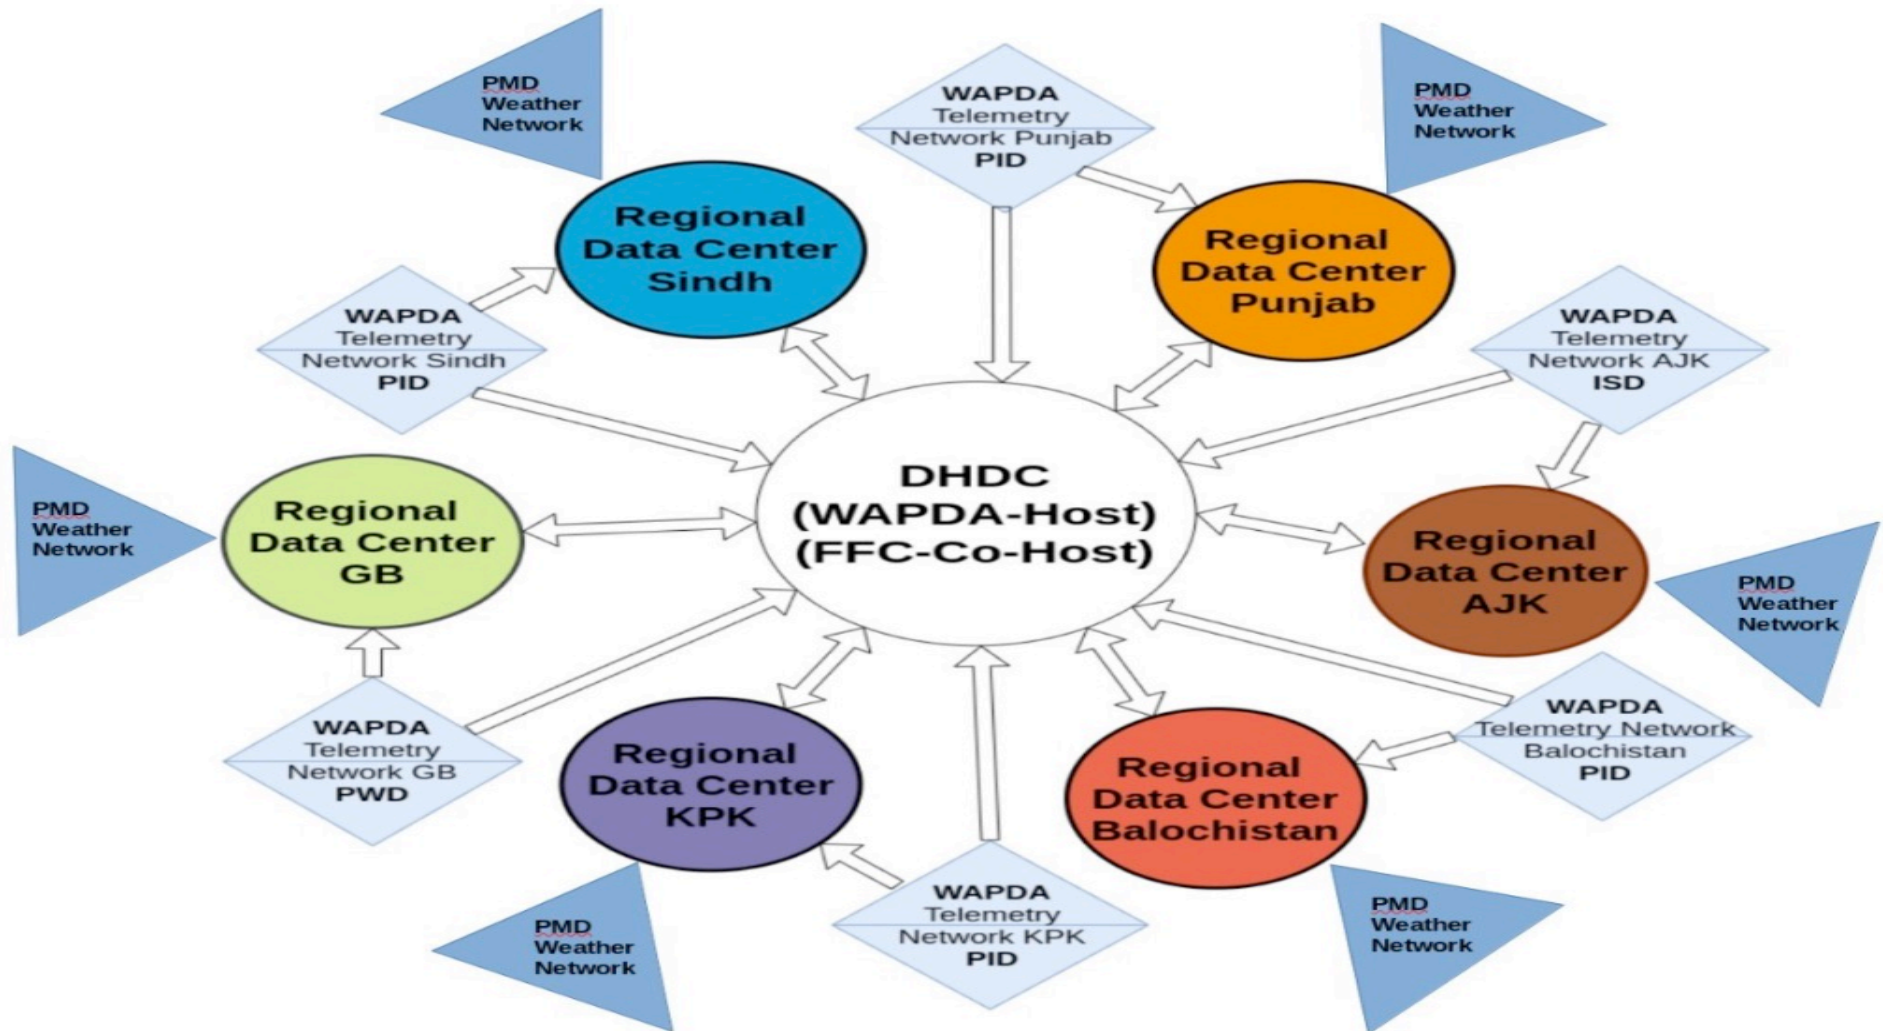 PMD
Weather
Network
WAPDA
Telemetry
Network Punjab
PID
PMD
Weather
Network
Regional
Data Center
Sindh
Regional
Data Center
Punjab
WAPDA
Telemetry
Network Sindh
PID
WAPDA
Telemetry
Network AJK
ISD
DHDC
(WAPDA-Host)
(FFC-Co-Host)
PMD
Weather
Network
Regional
Data Center
GB
Regional
Data Center
AJK
PMD
Weather
Network
WAPDA
Telemetry
Network GB
PWD
Regional
Data Center
KPK
Regional
Data Center
Balochistan
WAPDA
Telemetry Network
Balochistan
PID
PMD
Weather
Network
WAPDA
Telemetry
Network KPK
PID
PMD
Weather
Network